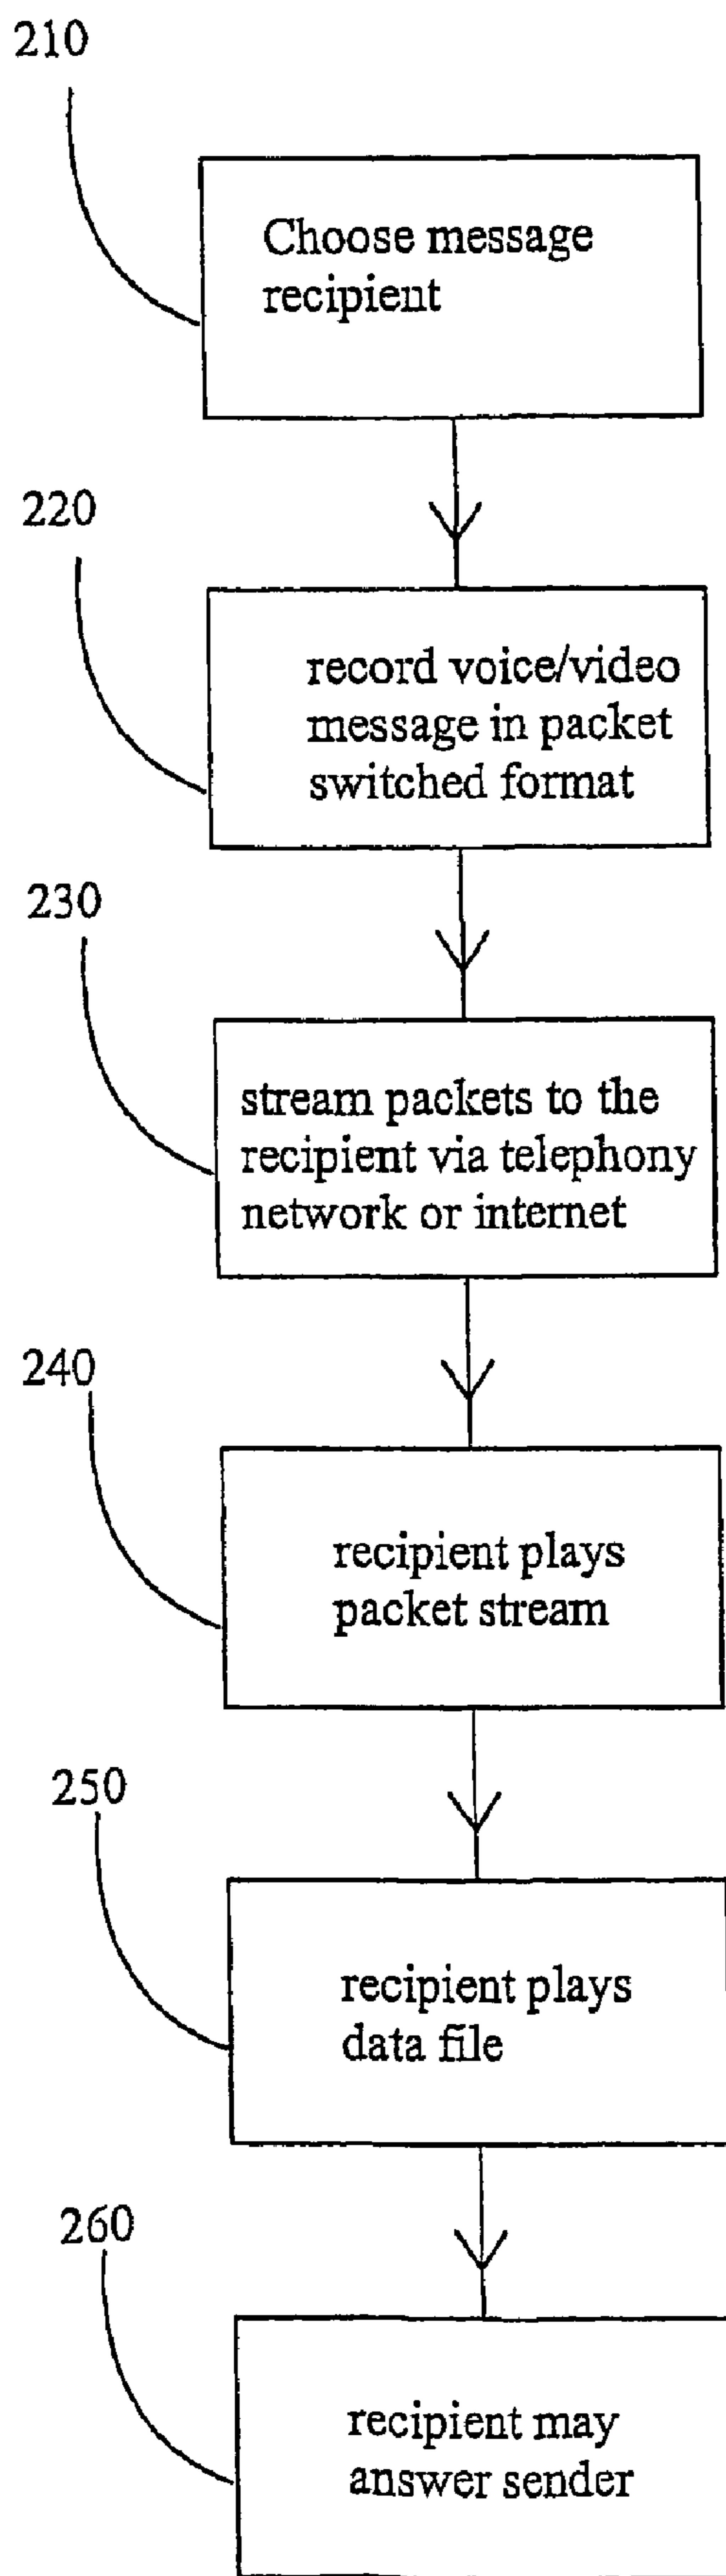 210
Choose message
recipient
220
record voice/video
message in packet
switched format
230
stream packets to the
recipient via telephony
network or internet
240
recipient plays
packet stream
250
recipient plays
data file
260
recipient may
answer sender